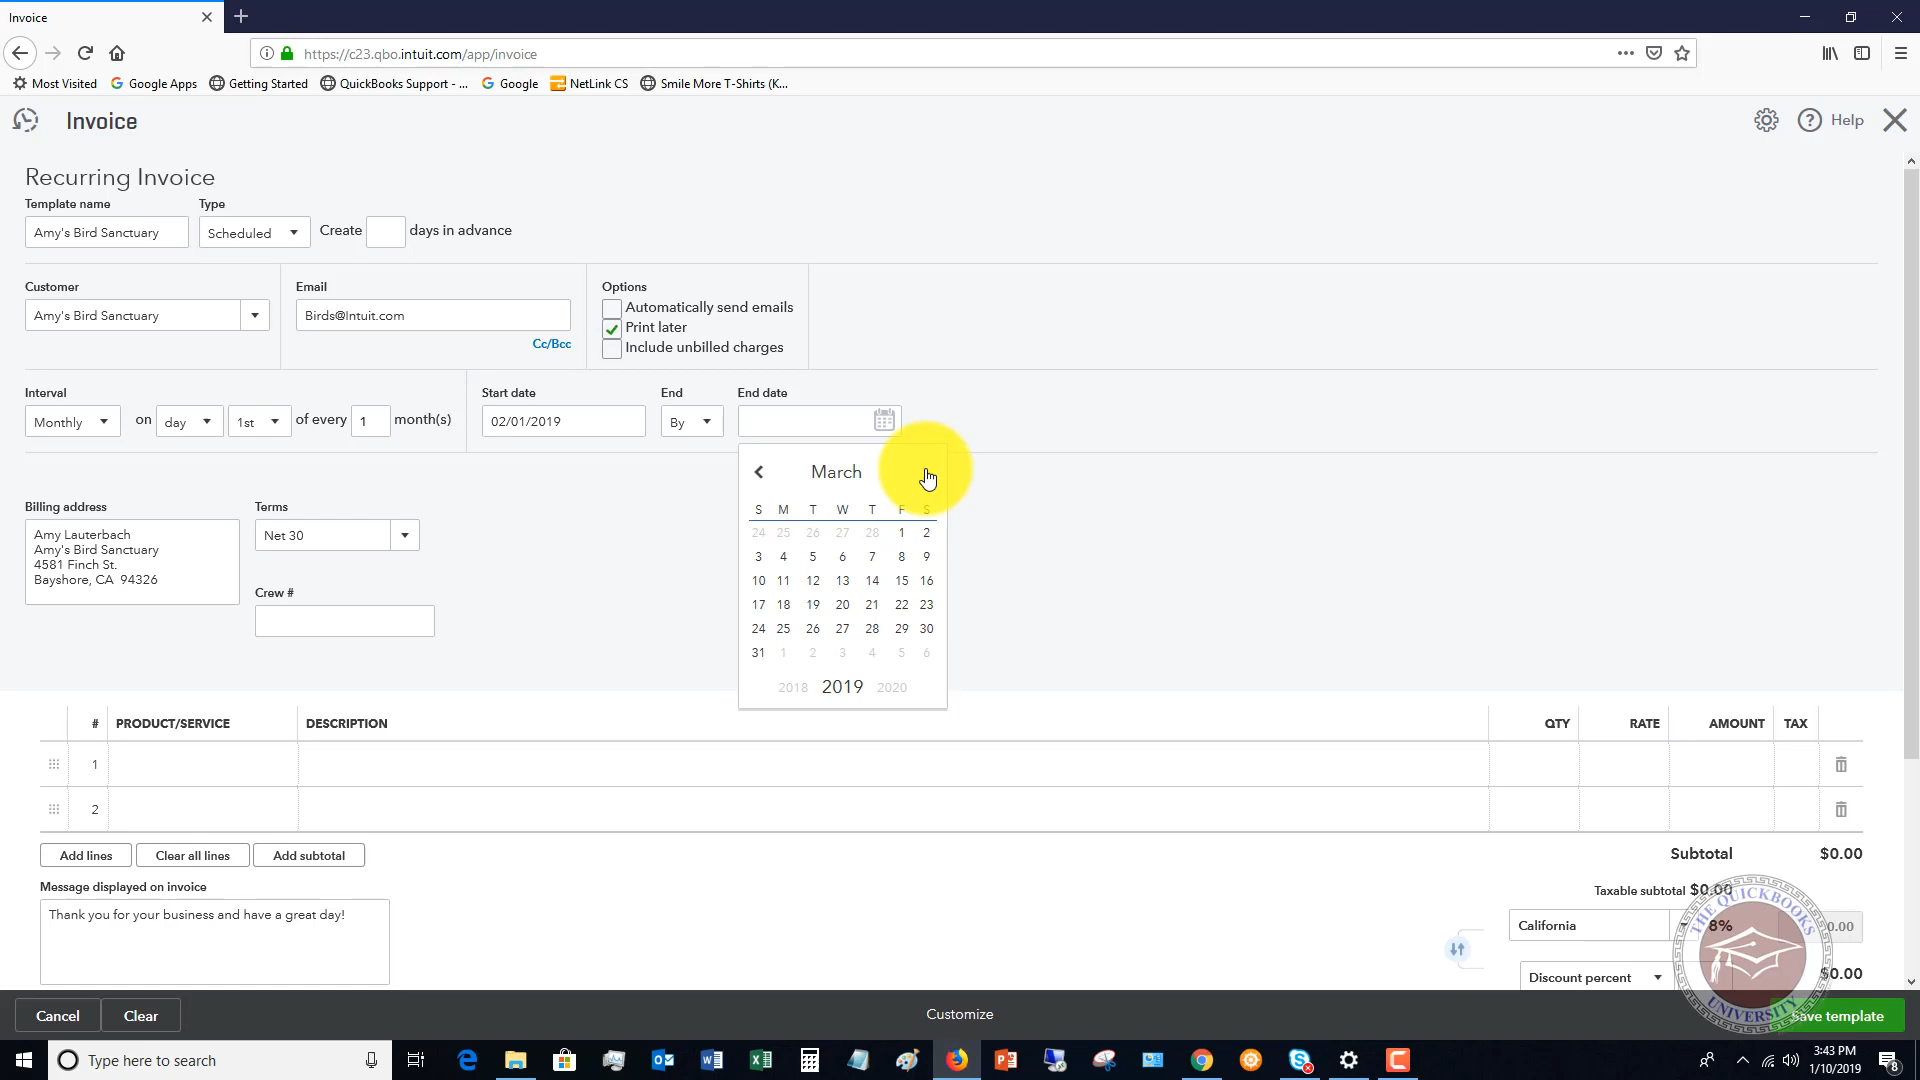 Invoice
https://c23.qbo.intuit.com/app/invoice
Most Visited Google Apps Getting Started QuickBooks Support - ... Google NetLink CS Smile More T-Shirts (K...
Invoice
Help
Recurring Invoice
Template name Type
Amy's Bird Sanctuary Scheduled Create days in advance
Customer Email Options
Amy's Bird Sanctuary Birds@Intuit.com Automatically send emails
Print later
Cc/Bcc Include unbilled charges
Interval Start date End End date
Monthly on day 1st of every 1 month(s) 02/01/2019 By
March
S M T W T F S
24 25 26 27 28 1 2
3 4 5 6 7 8 9
10 11 12 13 14 15 16
17 18 19 20 21 22 23
24 25 26 27 28 29 30
31 1 2 3 4 5 6
2018 2019 2020
Billing address Terms
Amy Lauterbach
Amy's Bird Sanctuary
4581 Finch St.
Bayshore, CA 94326
Net 30
Crew #
# PRODUCT/SERVICE DESCRIPTION QTY RATE AMOUNT TAX
1
2
Add lines Clear all lines Add subtotal Subtotal $0.00
Message displayed on invoice Taxable subtotal $0.00
Thank you for your business and have a great day!
California 8% 0.00
Discount percent $0.00
THE QUICKBOOKS UNIVERSITY
Cancel Clear Customize Save template
Type here to search
3:43 PM
1/10/2019
8